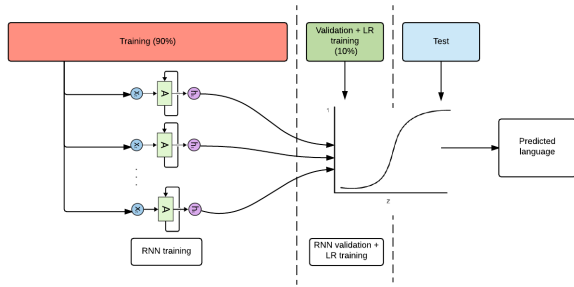 Training (90%)
Validation + LR
training
(10%)
Test
x
A
h
x
A
h
x
A
h
1
z
Predicted
language
RNN training
RNN validation +
LR training